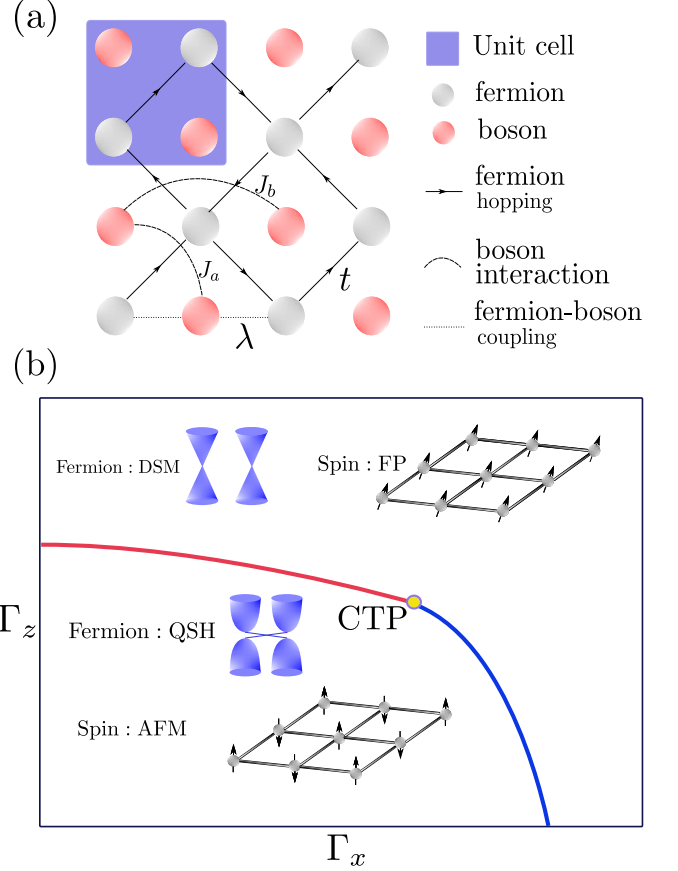 (a)
Unit cell
fermion
boson
fermion
hopping
boson
interaction
fermion-boson
coupling
J_b
J_a
t
λ
(b)
Fermion : DSM
Spin : FP
Γ_z
CTP
Fermion : QSH
Spin : AFM
Γ_x